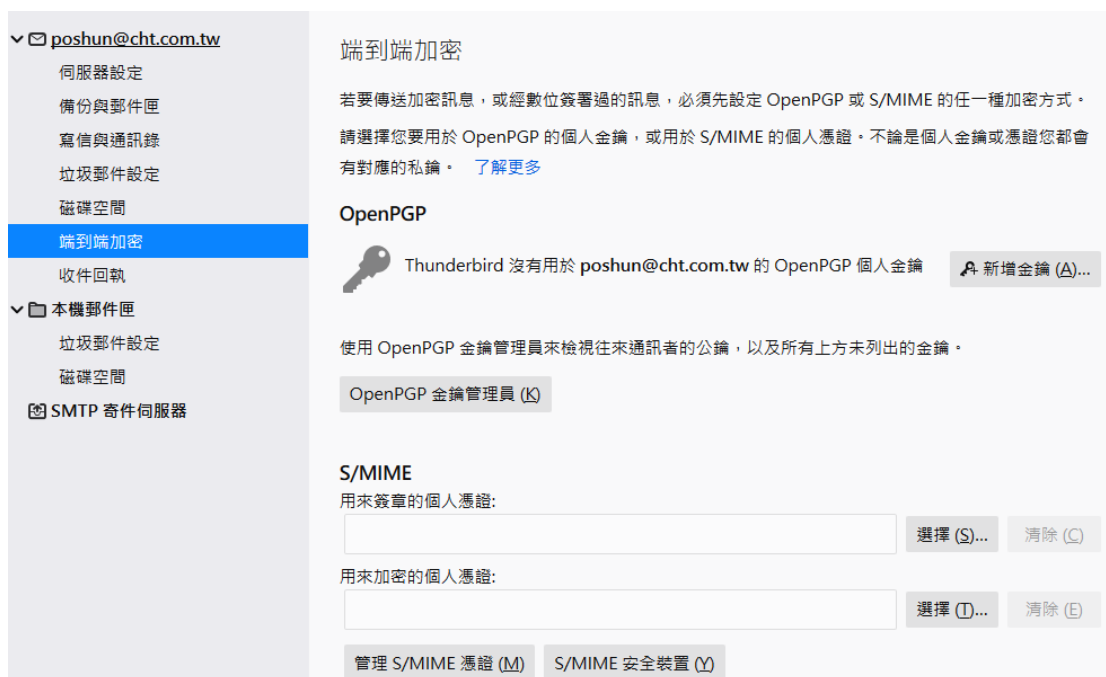 poshun@cht.com.tw
伺服器設定
備份與郵件匣
寫信與通訊錄
垃圾郵件設定
磁碟空間
端到端加密
收件回執
本機郵件匣
垃圾郵件設定
磁碟空間
SMTP 寄件伺服器
端到端加密
若要傳送加密訊息，或經數位簽署過的訊息，必須先設定 OpenPGP 或 S/MIME 的任一種加密方式。
請選擇您要用於 OpenPGP 的個人金鑰，或用於 S/MIME 的個人憑證。不論是個人金鑰或憑證您都會
有對應的私鑰。 了解更多
OpenPGP
Thunderbird 沒有用於 poshun@cht.com.tw 的 OpenPGP 個人金鑰 新增金鑰 (A)...
使用 OpenPGP 金鑰管理員來檢視往來通訊者的公鑰，以及所有上方未列出的金鑰。
OpenPGP 金鑰管理員 (K)
S/MIME
用來簽章的個人憑證:
選擇 (S)... 清除 (C)
用來加密的個人憑證:
選擇 (T)... 清除 (E)
管理 S/MIME 憑證 (M) S/MIME 安全裝置 (Y)